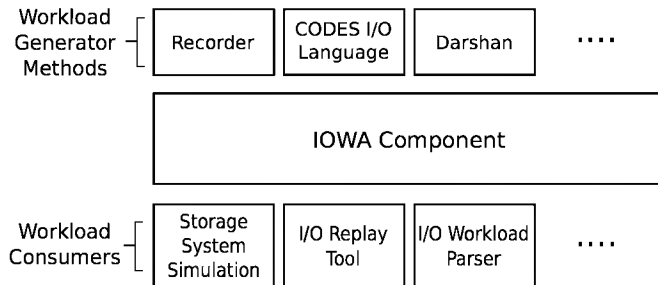 Workload
Generator
Methods
Recorder
CODES I/O
Language
Darshan
....
IOWA Component
Workload
Consumers
Storage
System
Simulation
I/O Replay
Tool
I/O Workload
Parser
....